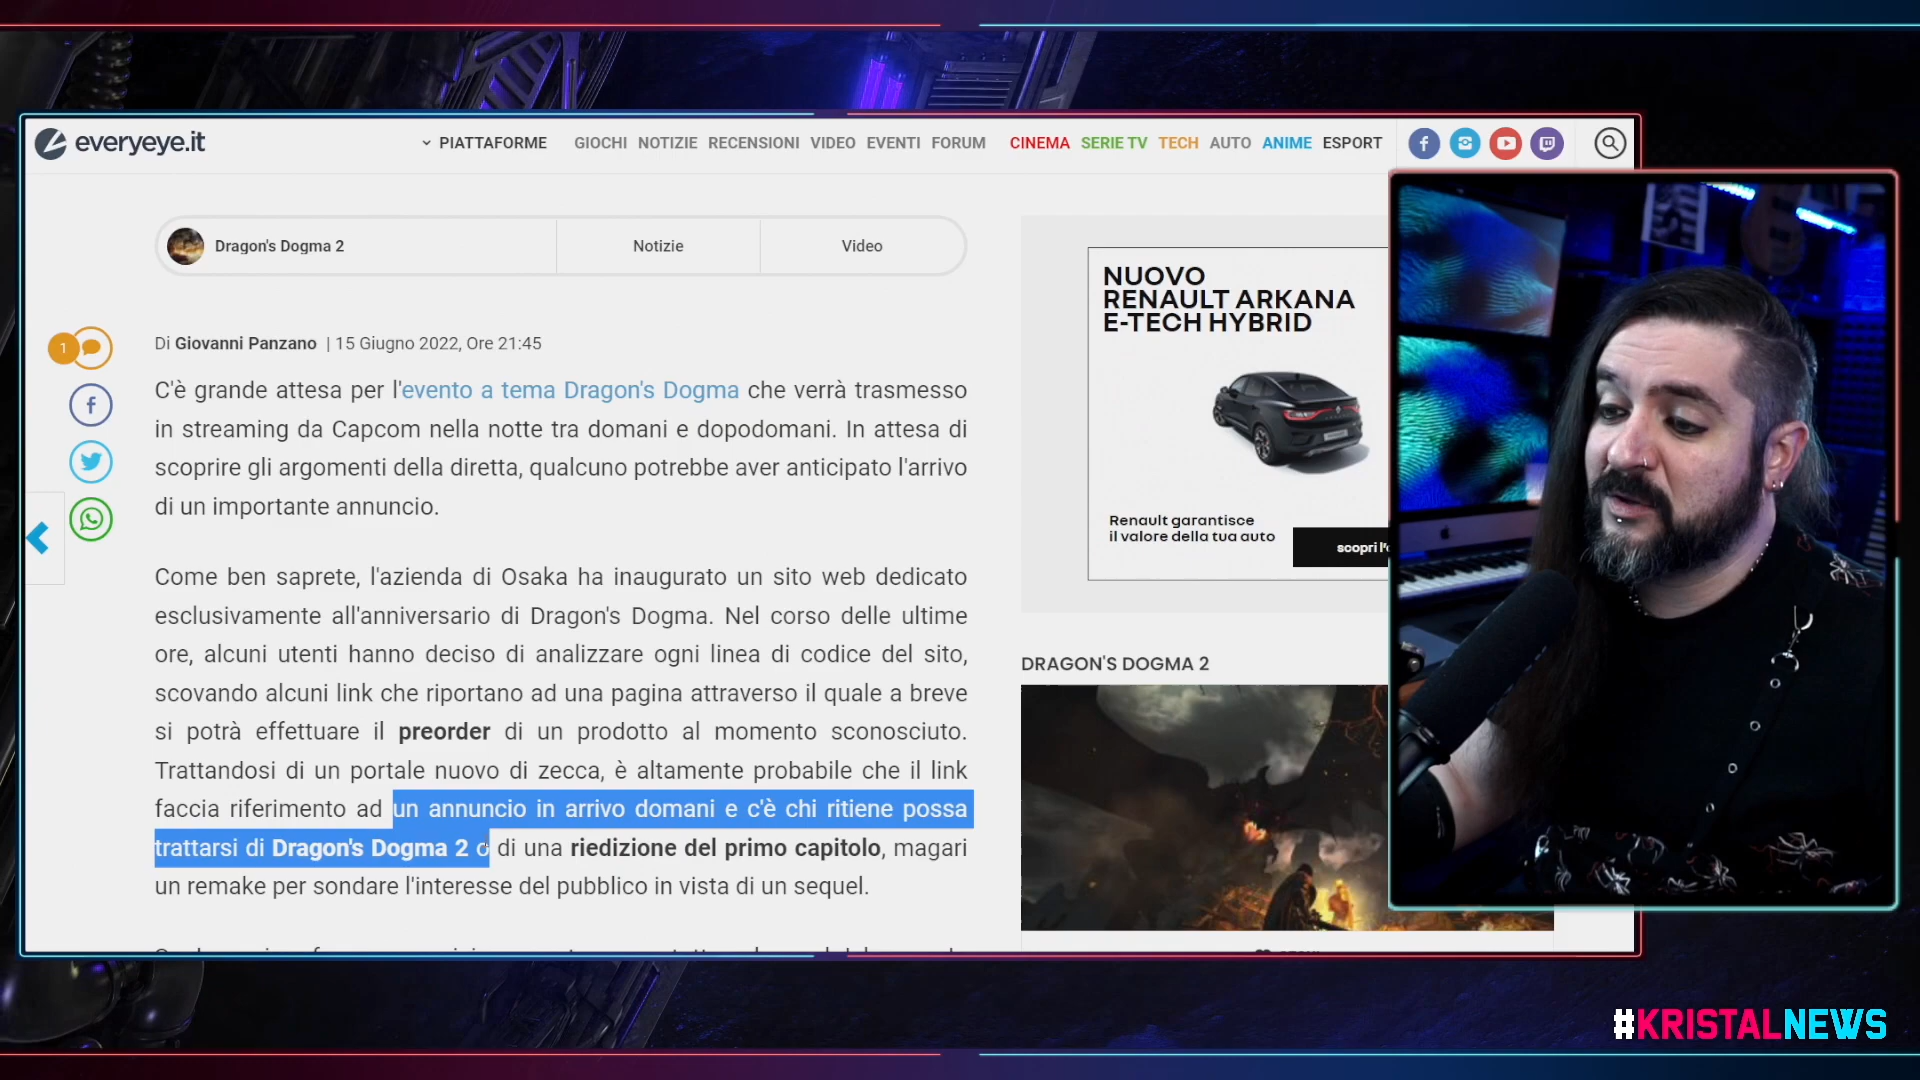 everyeye.it
PIATTAFORME GIOCHI NOTIZIE RECENSIONI VIDEO EVENTI FORUM CINEMA SERIE TV TECH AUTO ANIME ESPORT
Dragon's Dogma 2 Notizie Video
1
Di Giovanni Panzano | 15 Giugno 2022, Ore 21:45
C'è grande attesa per l'evento a tema Dragon's Dogma che verrà trasmesso
in streaming da Capcom nella notte tra domani e dopodomani. In attesa di
scoprire gli argomenti della diretta, qualcuno potrebbe aver anticipato l'arrivo
di un importante annuncio.
Come ben saprete, l'azienda di Osaka ha inaugurato un sito web dedicato
esclusivamente all'anniversario di Dragon's Dogma. Nel corso delle ultime
ore, alcuni utenti hanno deciso di analizzare ogni linea di codice del sito,
scovando alcuni link che riportano ad una pagina attraverso il quale a breve
si potrà effettuare il preorder di un prodotto al momento sconosciuto.
Trattandosi di un portale nuovo di zecca, è altamente probabile che il link
faccia riferimento ad un annuncio in arrivo domani e c'è chi ritiene possa
trattarsi di Dragon's Dogma 2 o di una riedizione del primo capitolo, magari
un remake per sondare l'interesse del pubblico in vista di un sequel.
NUOVO
RENAULT ARKANA
E-TECH HYBRID
Renault garantisce
il valore della tua auto
scopri
DRAGON'S DOGMA 2
#KRISTALNEWS